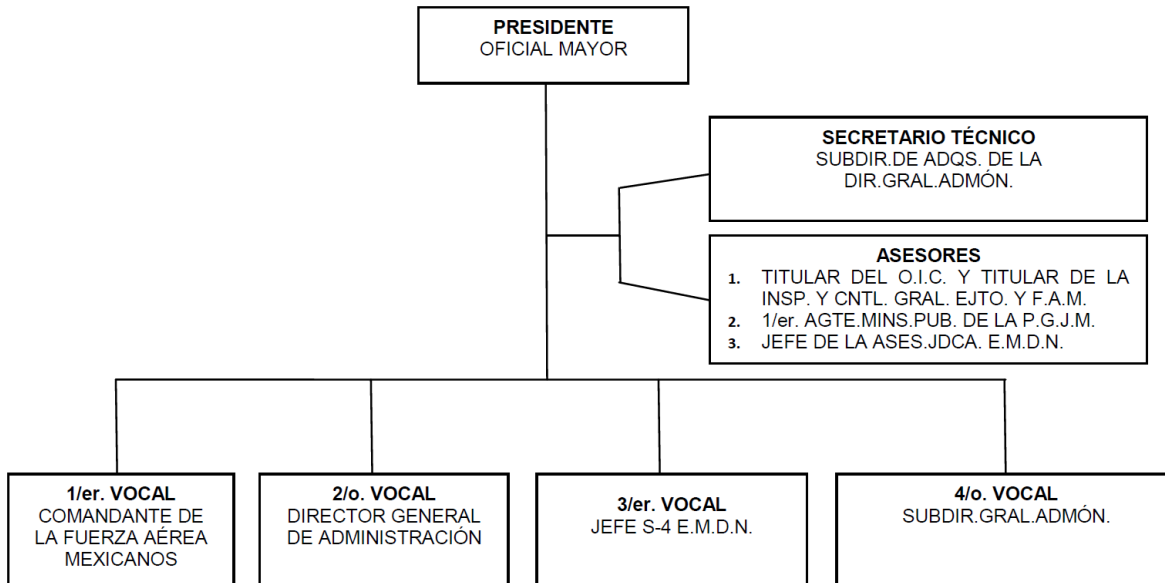 PRESIDENTE
OFICIAL MAYOR
SECRETARIO TÉCNICO
SUBDIR.DE ADQS. DE LA
DIR.GRAL.ADMÓN.
ASESORES
1. TITULAR DEL O.I.C. Y TITULAR DE LA
INSP. Y CNTL. GRAL. EJTO. Y F.A.M.
2. 1/er. AGTE.MINS.PUB. DE LA P.G.J.M.
3. JEFE DE LA ASES.JDCA. E.M.D.N.
1/er. VOCAL
COMANDANTE DE
LA FUERZA AÉREA
MEXICANOS
2/o. VOCAL
DIRECTOR GENERAL
DE ADMINISTRACIÓN
3/er. VOCAL
JEFE S-4 E.M.D.N.
4/o. VOCAL
SUBDIR.GRAL.ADMÓN.